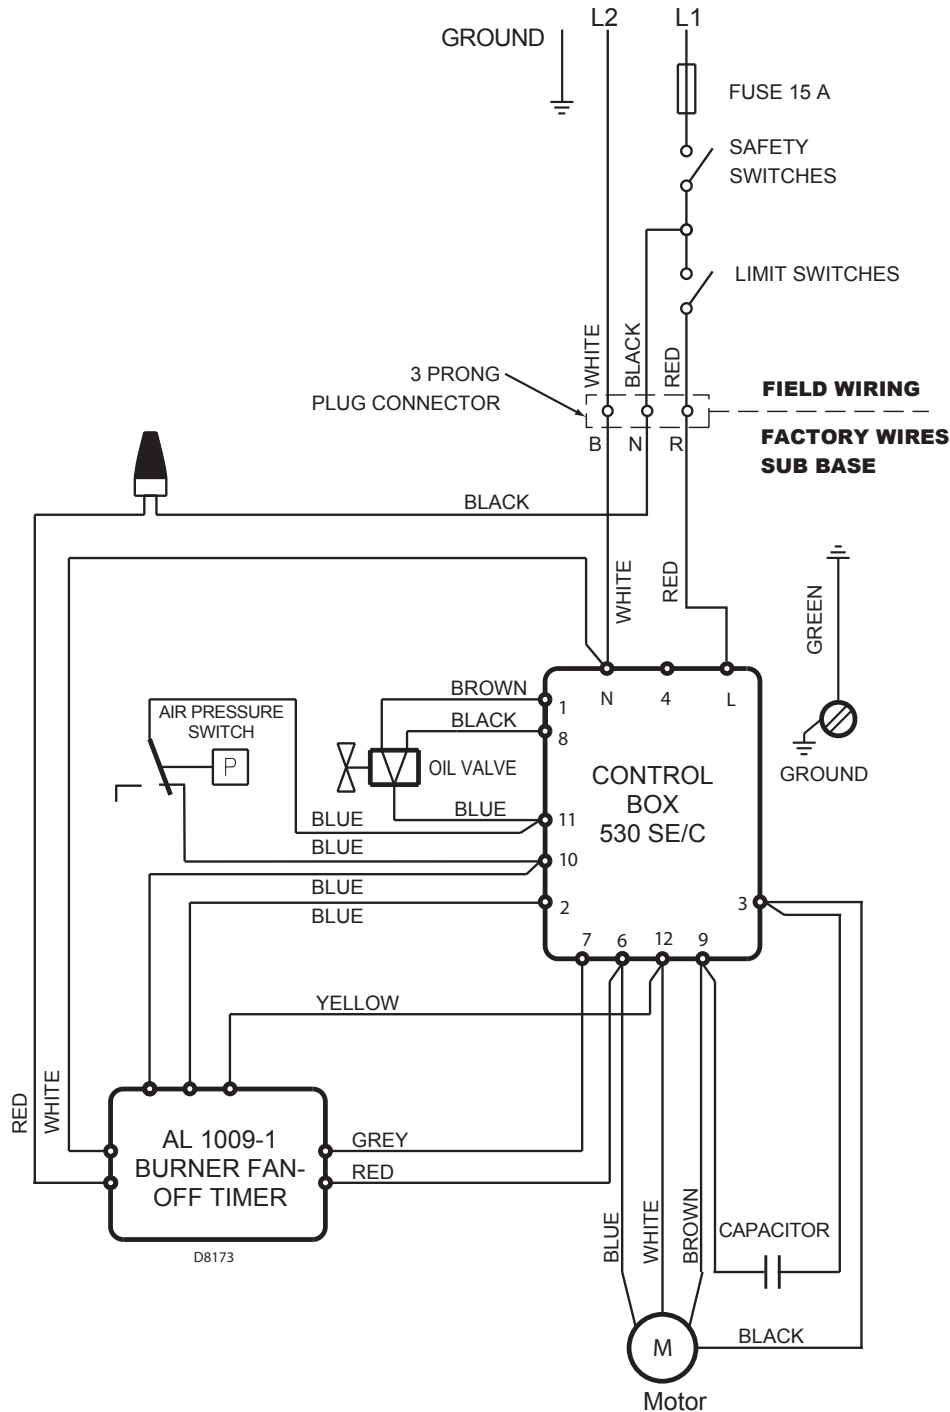 L2
L1
GROUND
FUSE 15 A
SAFETY
SWITCHES
LIMIT SWITCHES
WHITE
BLACK
RED
3 PRONG
PLUG CONNECTOR
FIELD WIRING
FACTORY WIRES
SUB BASE
B
N
R
BLACK
WHITE
RED
GREEN
GROUND
BROWN
BLACK
AIR PRESSURE
SWITCH
P
OIL VALVE
BLUE
BLUE
BLUE
BLUE
BLUE
N
4
L
1
8
11
10
2
3
7
6
12
9
CONTROL
BOX
530 SE/C
YELLOW
RED
WHITE
AL 1009-1
BURNER FAN-
OFF TIMER
D8173
GREY
RED
BLUE
WHITE
BROWN
CAPACITOR
M
BLACK
Motor